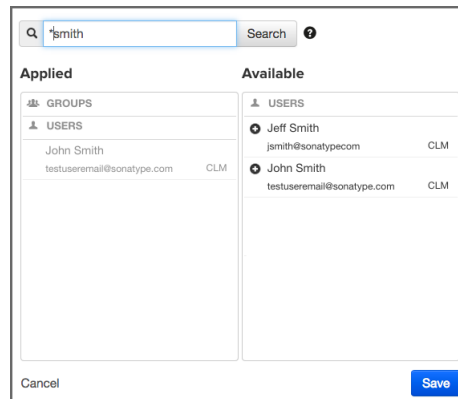 *smith Search ?
Applied
GROUPS
USERS
John Smith
testuseremail@sonatype.com CLM
Available
USERS
Jeff Smith
jsmith@sonatypecom CLM
John Smith
testuseremail@sonatype.com CLM
Cancel Save